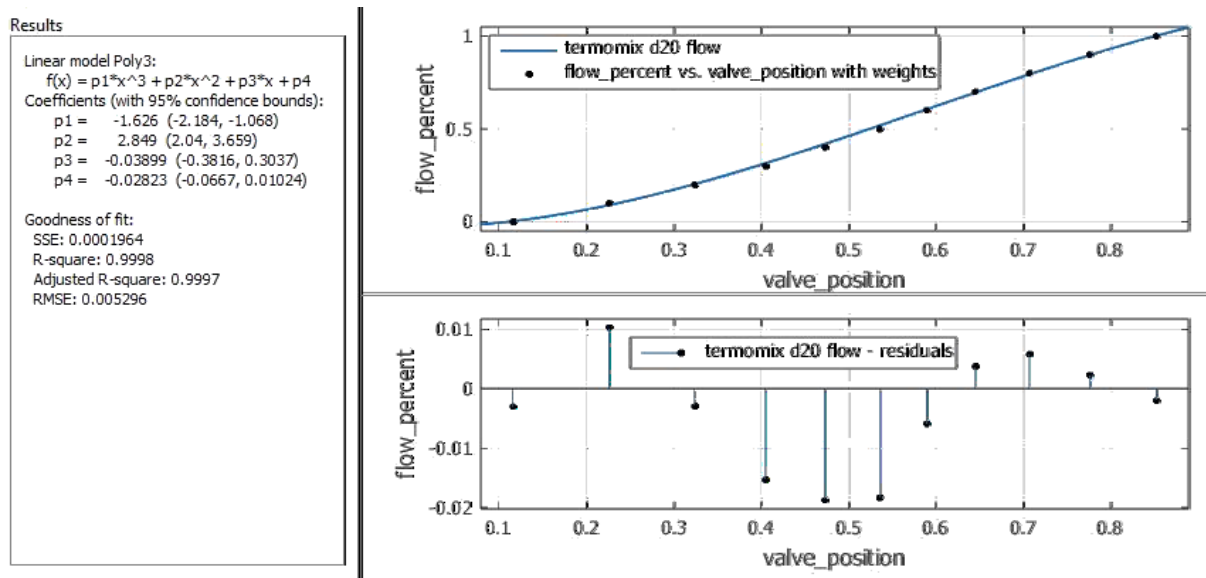 Results
Linear model Poly3:
f(x) = p1*x^3 + p2*x^2 + p3*x + p4
Coefficients (with 95% confidence bounds):
p1 = -1.626 (-2.184, -1.068)
p2 = 2.849 (2.04, 3.659)
p3 = -0.03899 (-0.3816, 0.3037)
p4 = -0.02823 (-0.0667, 0.01024)
Goodness of fit:
SSE: 0.0001964
R-square: 0.9998
Adjusted R-square: 0.9997
RMSE: 0.005296
termomix d20 flow
flow_percent vs. valve_position with weights
flow_percent
1
0.5
0
0.1 0.2 0.3 0.4 0.5 0.6 0.7 0.8
valve_position
termomix d20 flow - residuals
flow_percent
0.01
0
-0.01
-0.02
0.1 0.2 0.3 0.4 0.5 0.6 0.7 0.8
valve_position